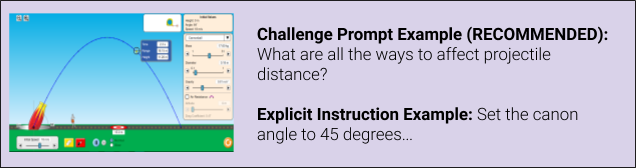 Challenge Prompt Example (RECOMMENDED):
What are all the ways to affect projectile
distance?
Explicit Instruction Example: Set the canon
angle to 45 degrees...